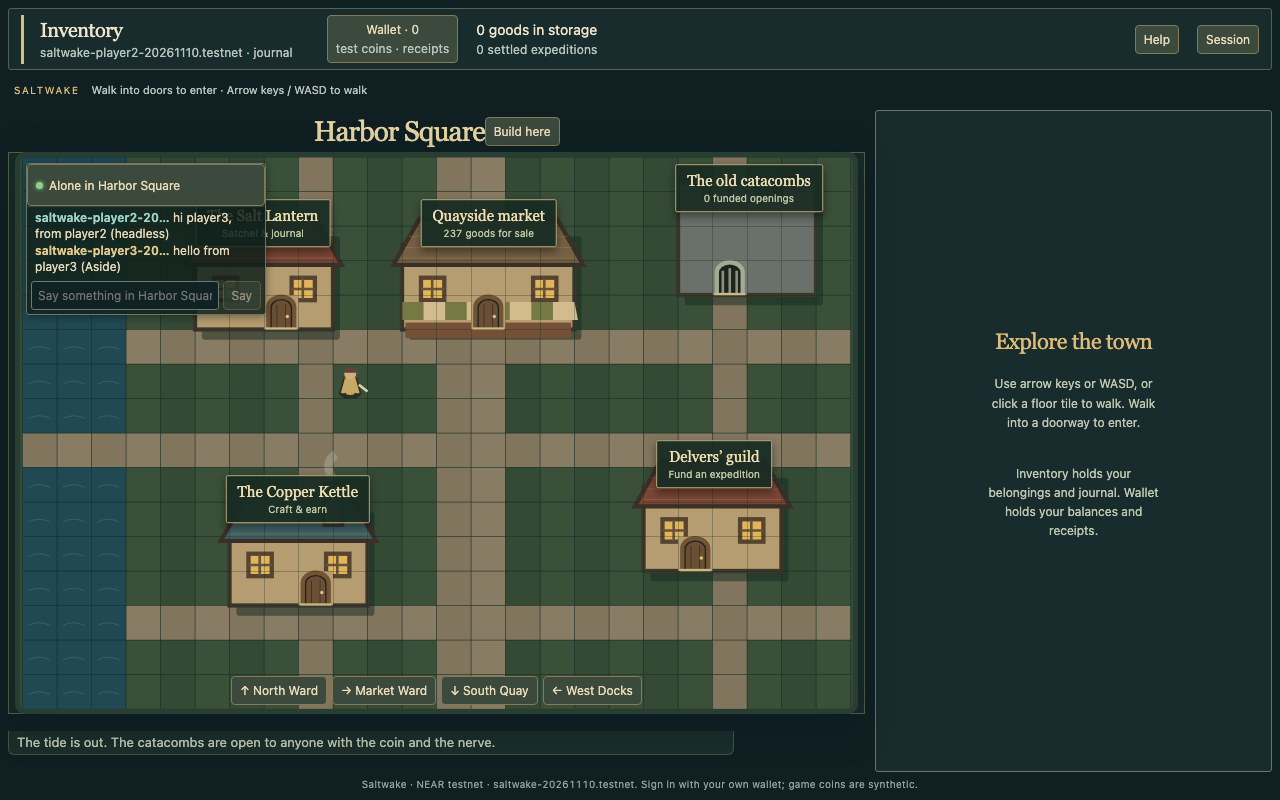 Inventory
saltwake-player2-20261110.testnet · journal
Wallet · 0
test coins · receipts
0 goods in storage
0 settled expeditions
Help
Session
SALTWAKE Walk into doors to enter · Arrow keys / WASD to walk
Harbor Square
Build here
Alone in Harbor Square
saltwake-player2-20... hi player3,
from player2 (headless)
saltwake-player3-20... hello from
player3 (Aside)
Say something in Harbor Squar
Say
The Salt Lantern
Satchel & journal
Quayside market
237 goods for sale
The old catacombs
0 funded openings
The Copper Kettle
Craft & earn
Delvers’ guild
Fund an expedition
↑ North Ward
→ Market Ward
↓ South Quay
← West Docks
Explore the town
Use arrow keys or WASD, or
click a floor tile to walk. Walk
into a doorway to enter.
Inventory holds your
belongings and journal. Wallet
holds your balances and
receipts.
The tide is out. The catacombs are open to anyone with the coin and the nerve.
Saltwake · NEAR testnet · saltwake-20261110.testnet. Sign in with your own wallet; game coins are synthetic.